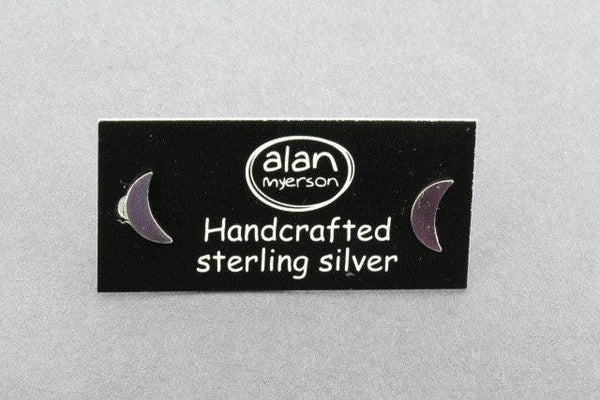 alan
myerson
Handcrafted
sterling silver